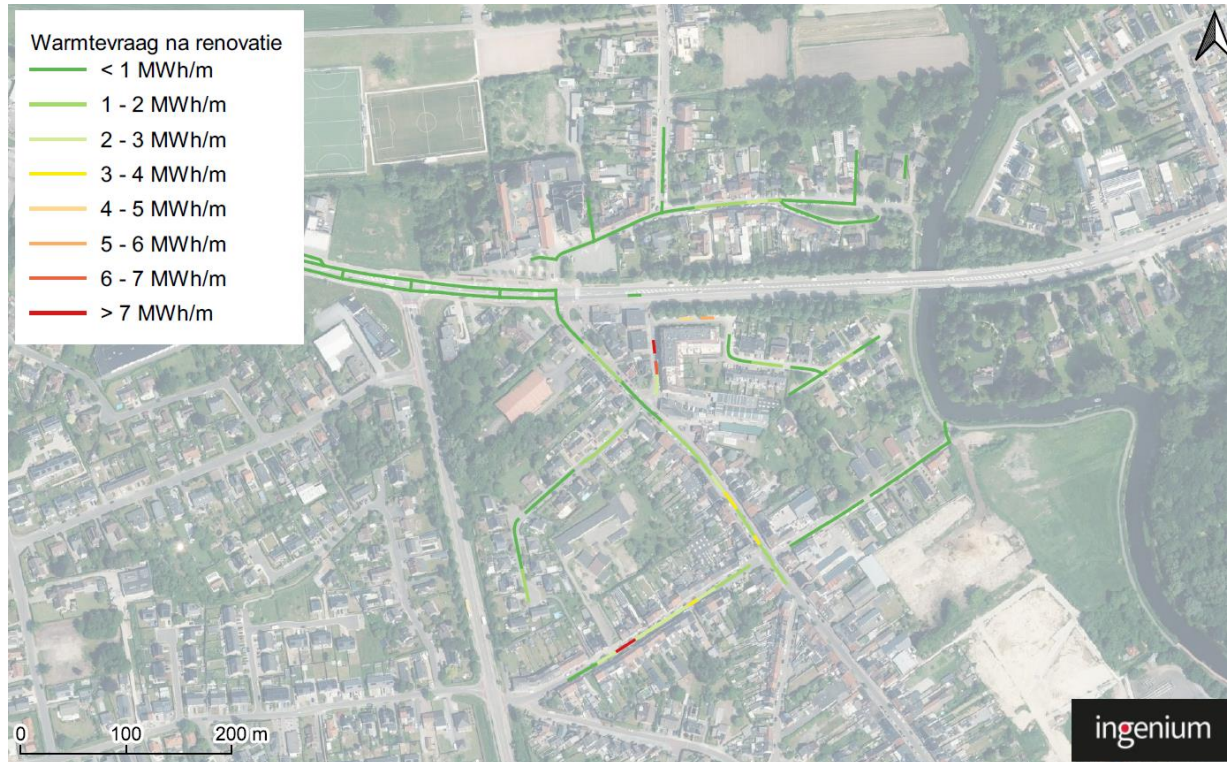 Warmtevraag na renovatie
< 1 MWh/m
1 - 2 MWh/m
2 - 3 MWh/m
3 - 4 MWh/m
4 - 5 MWh/m
5 - 6 MWh/m
6 - 7 MWh/m
> 7 MWh/m
0 100 200 m
ingenium